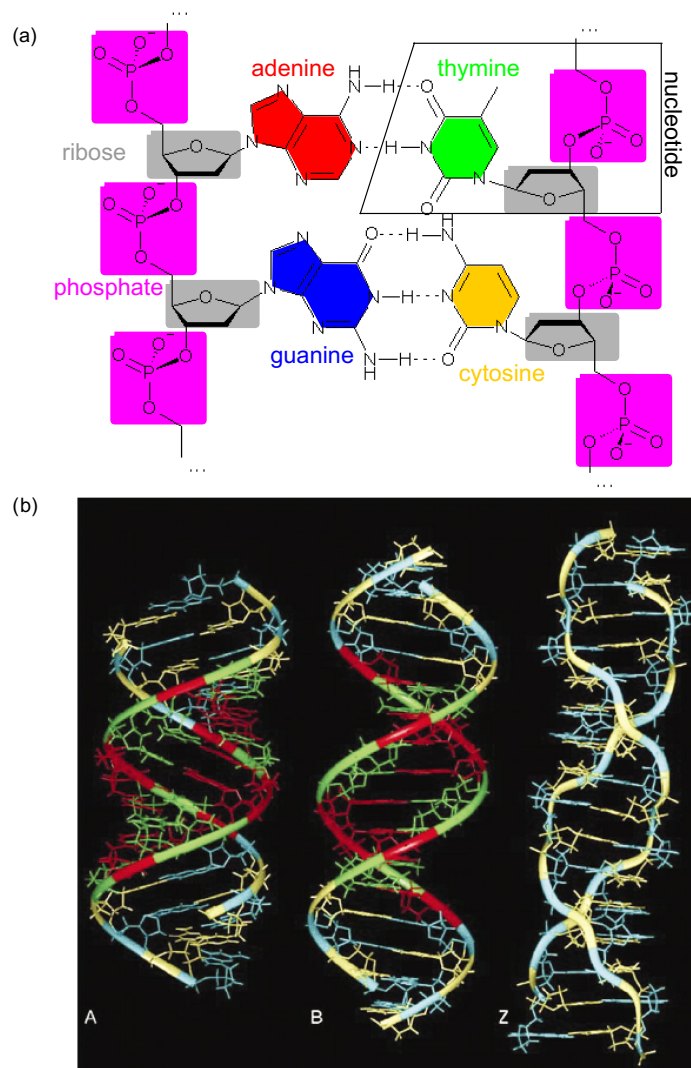 (a)
...
...
adenine
thymine
nucleotide
O
O⁻
P
O
O
N
H
H
O
N
N
N
N
N
H
N
N
O
O
O⁻
P
O
O
ribose
O
O
O
O⁻
P
O
O
O
H
N
H
phosphate
O
N
N
N
N
H
N
N
O
O
O
P
O⁻
O
O
O⁻
P
O
O
guanine
N
H
H
O
cytosine
O
O
O
P
O⁻
O
...
...
(b)
A
B
Z